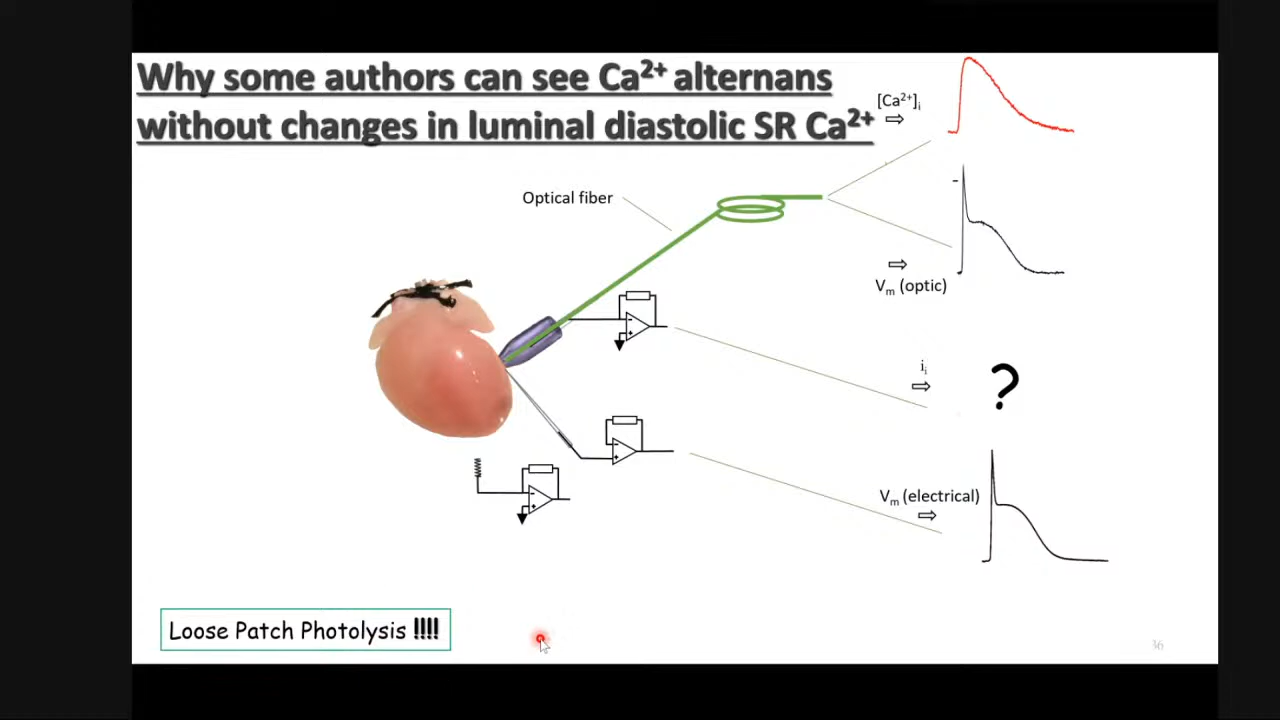 Why some authors can see Ca²⁺ alternans
without changes in luminal diastolic SR Ca²⁺
[Ca²⁺]ᵢ
Optical fiber
Vₘ (optic)
iᵢ
?
Vₘ (electrical)
Loose Patch Photolysis !!!!
36